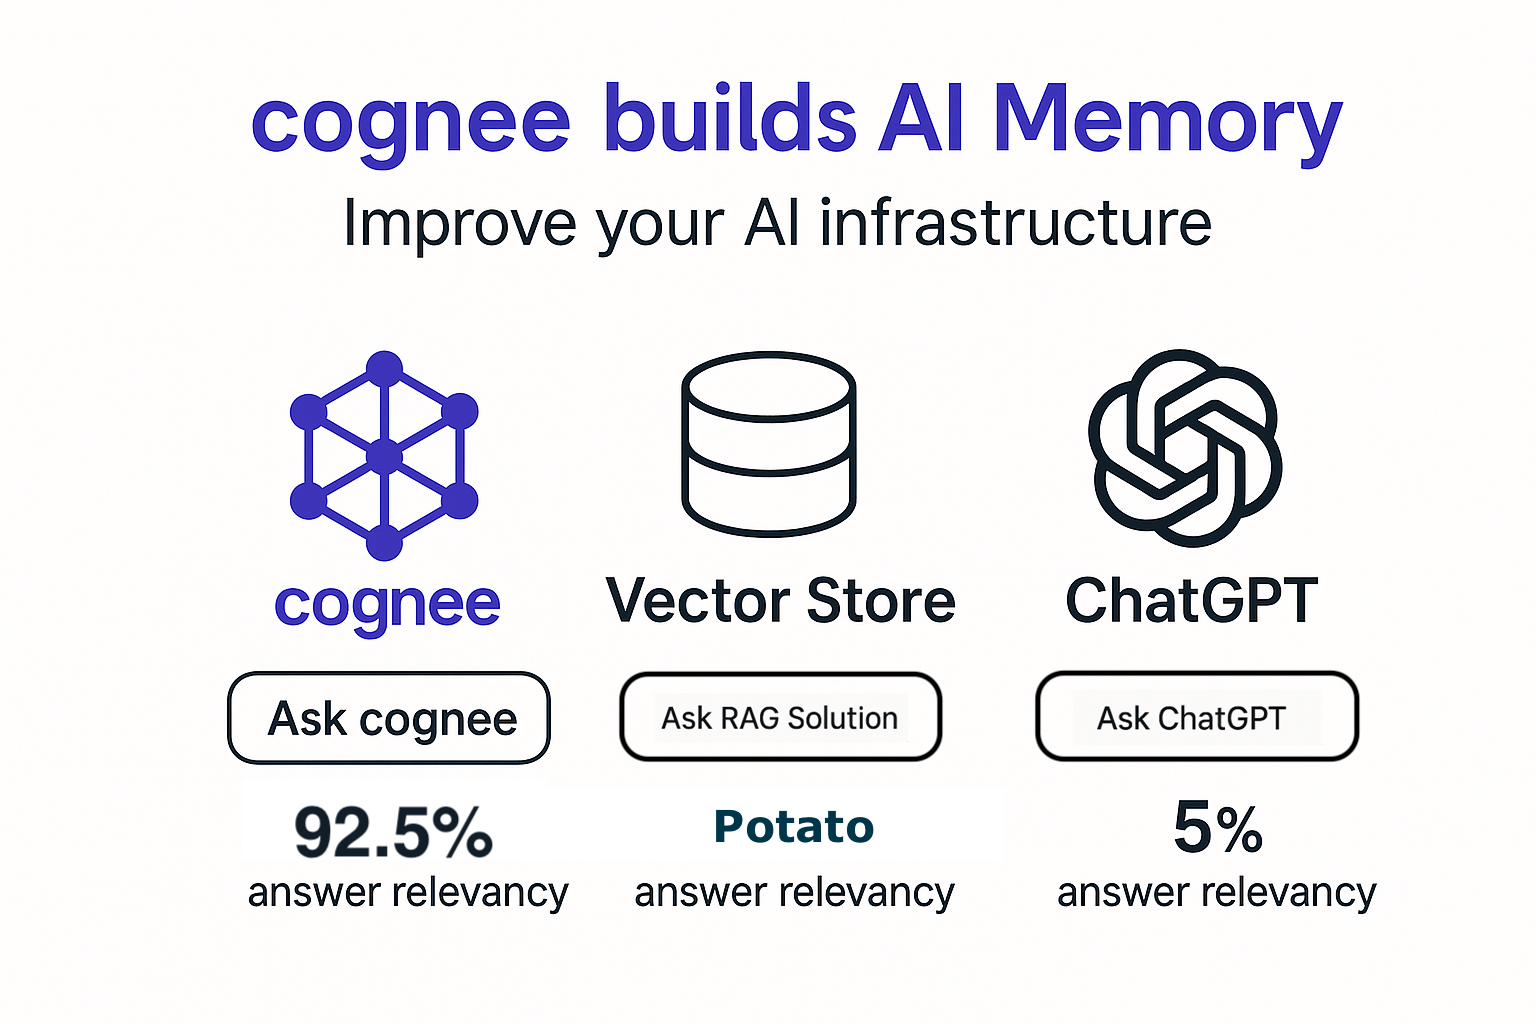 cognee builds AI Memory
Improve your AI infrastructure
cognee
Vector Store
ChatGPT
Ask cognee
Ask RAG Solution
Ask ChatGPT
92.5%
Potato
5%
answer relevancy
answer relevancy
answer relevancy